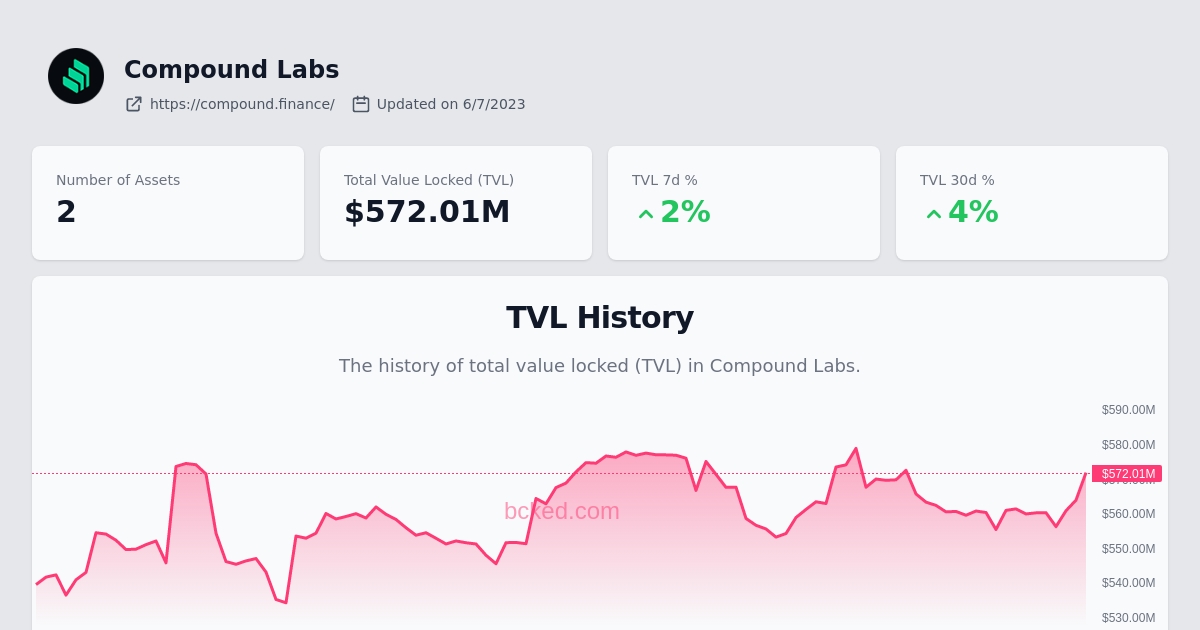 Compound Labs
https://compound.finance/ Updated on 6/7/2023
Number of Assets
2
Total Value Locked (TVL)
$572.01M
TVL 7d %
2%
TVL 30d %
4%
TVL History
The history of total value locked (TVL) in Compound Labs.
$590.00M
$580.00M
$572.01M
$570.00M
$560.00M
$550.00M
$540.00M
$530.00M
bcked.com